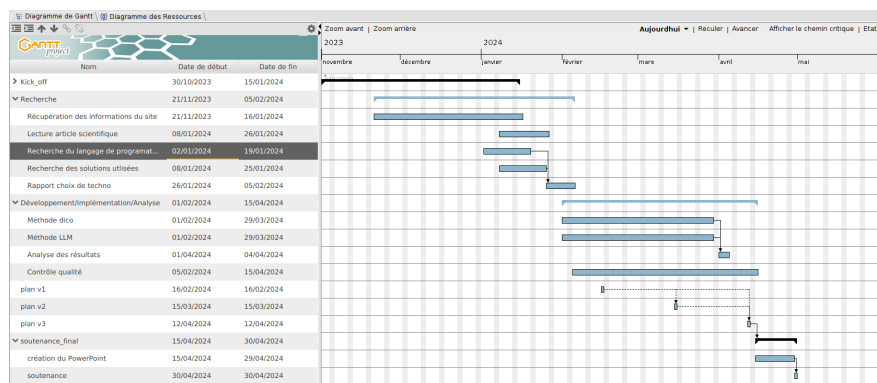 Diagramme de Gantt \ Diagramme des Ressources \
Zoom avant | Zoom arrière Aujourd'hui | Reculer | Avancer Afficher le chemin critique | Etat
GANTT project
2023 2024
Nom Date de début Date de fin
novembre décembre janvier février mars avril mai
Kick_off 30/10/2023 15/01/2024
Recherche 21/11/2023 05/02/2024
Récupération des informations du site 21/11/2023 16/01/2024
Lecture article scientifique 08/01/2024 26/01/2024
Recherche du langage de programat... 02/01/2024 19/01/2024
Recherche des solutions utlisées 08/01/2024 25/01/2024
Rapport choix de techno 26/01/2024 05/02/2024
Développement/Implémentation/Analyse 01/02/2024 15/04/2024
Méthode dico 01/02/2024 29/03/2024
Méthode LLM 01/02/2024 29/03/2024
Analyse des résultats 01/04/2024 04/04/2024
Contrôle qualité 05/02/2024 15/04/2024
plan v1 16/02/2024 16/02/2024
plan v2 15/03/2024 15/03/2024
plan v3 12/04/2024 12/04/2024
soutenance_final 15/04/2024 30/04/2024
création du PowerPoint 15/04/2024 29/04/2024
soutenance 30/04/2024 30/04/2024